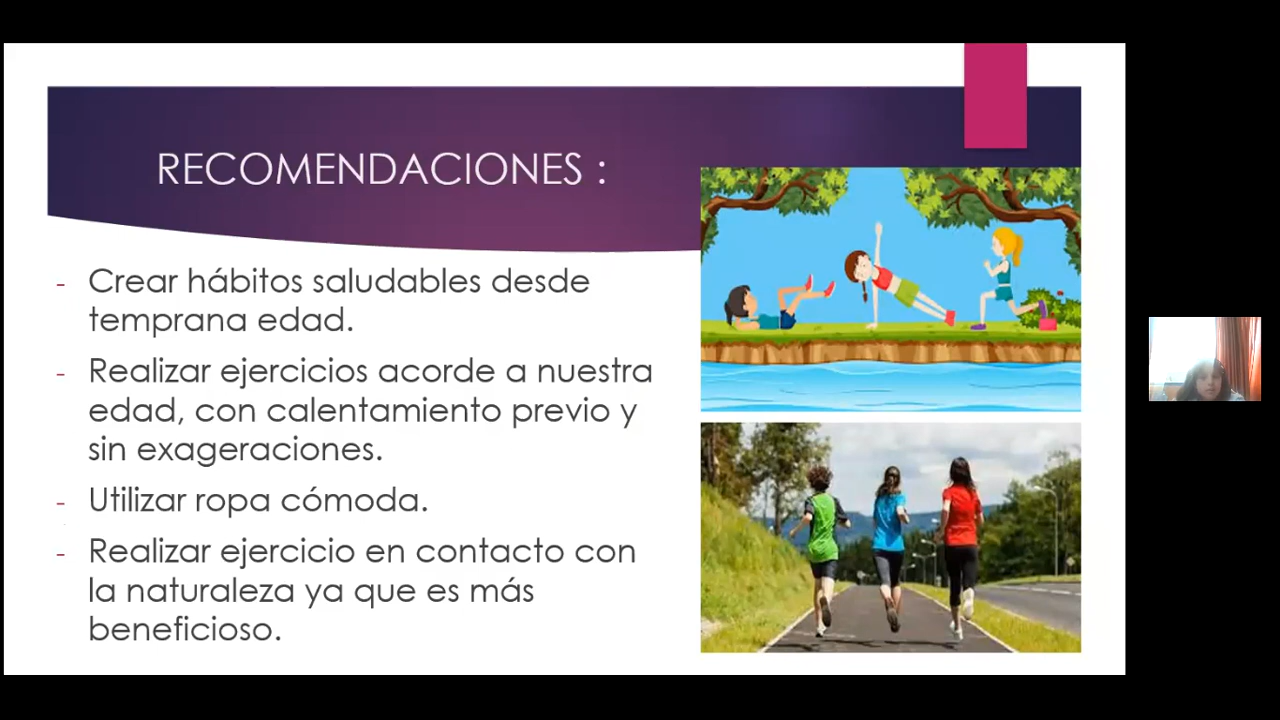 RECOMENDACIONES :
- Crear hábitos saludables desde
temprana edad.
- Realizar ejercicios acorde a nuestra
edad, con calentamiento previo y
sin exageraciones.
- Utilizar ropa cómoda.
- Realizar ejercicio en contacto con
la naturaleza ya que es más
beneficioso.